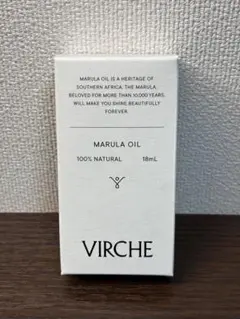 MARULA OIL IS A HERITAGE OF
SOUTHERN AFRICA. THE MARULA,
BELOVED FOR MORE THAN 10,000 YEARS,
WILL MAKE YOU SHINE BEAUTIFULLY
FOREVER.
MARULA OIL
100% NATURAL 18mL
VIRCHE